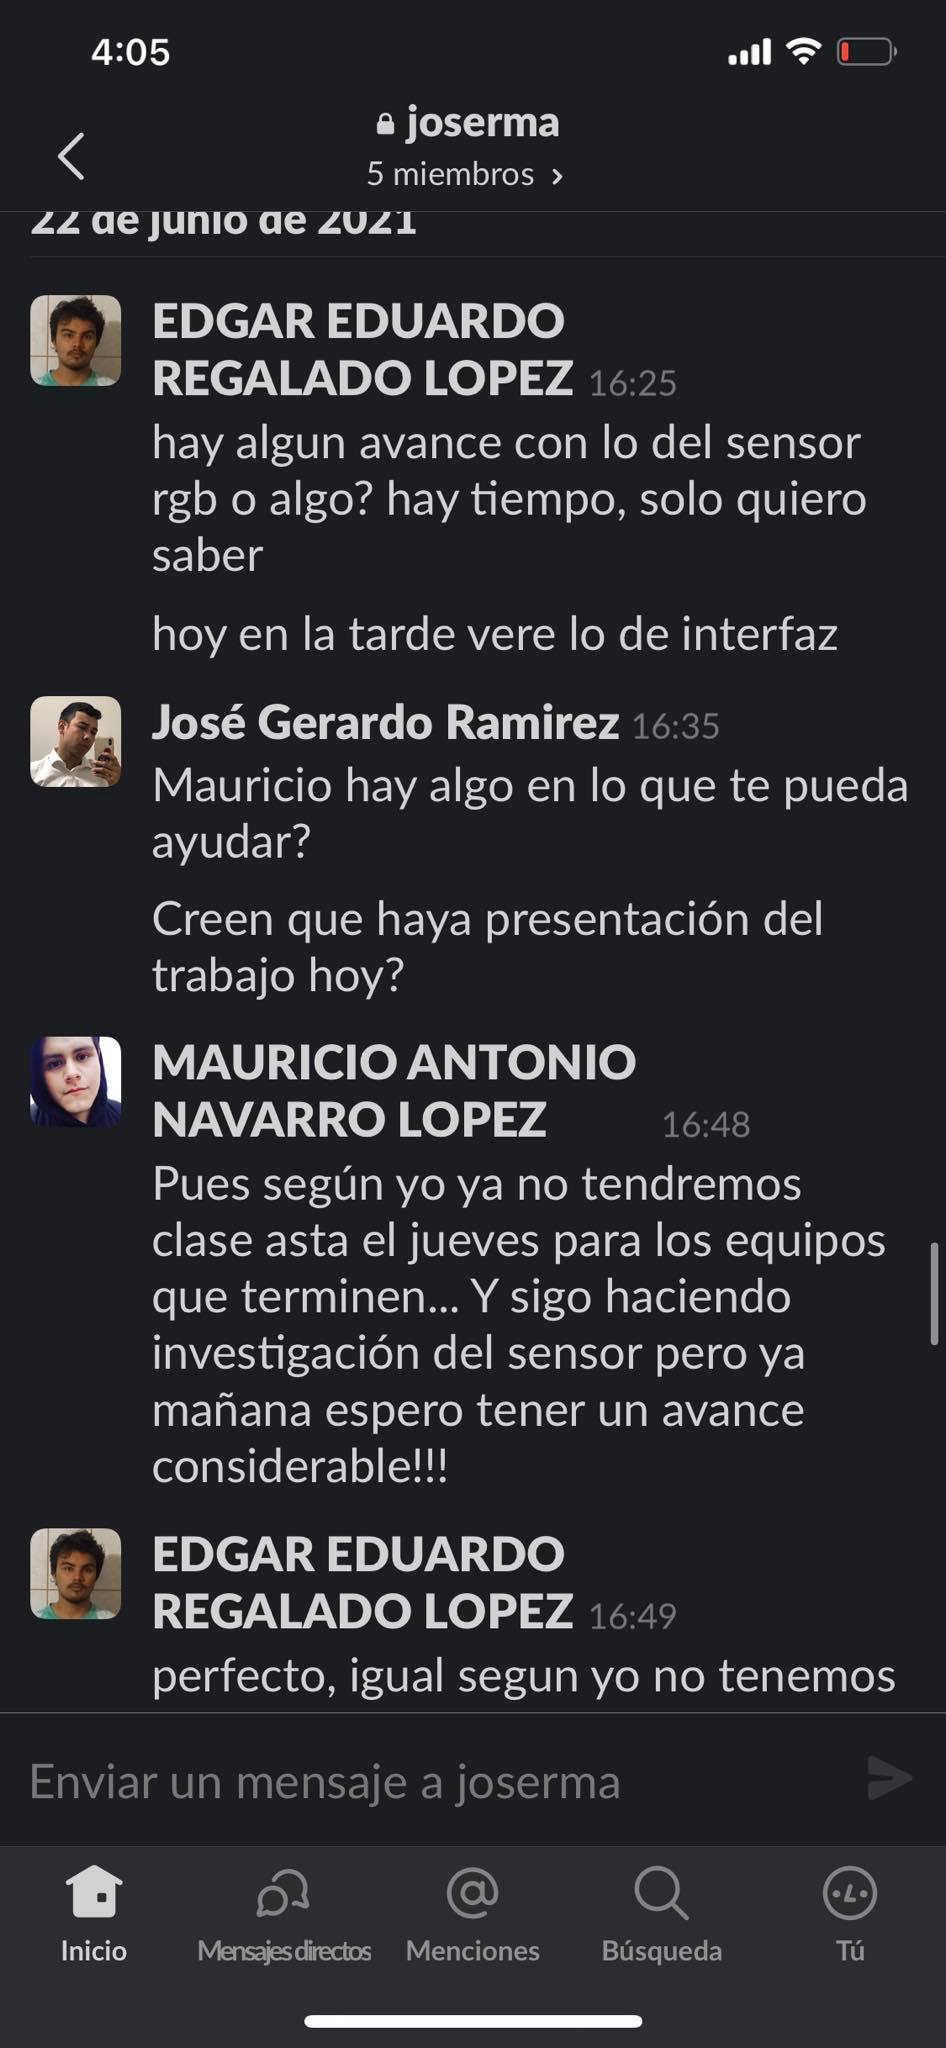 4:05
joserma
5 miembros >
22 de junio de 2021
EDGAR EDUARDO
REGALADO LOPEZ 16:25
hay algun avance con lo del sensor
rgb o algo? hay tiempo, solo quiero
saber
hoy en la tarde vere lo de interfaz
José Gerardo Ramirez 16:35
Mauricio hay algo en lo que te pueda
ayudar?
Creen que haya presentación del
trabajo hoy?
MAURICIO ANTONIO
NAVARRO LOPEZ 16:48
Pues según yo ya no tendremos
clase asta el jueves para los equipos
que terminen... Y sigo haciendo
investigación del sensor pero ya
mañana espero tener un avance
considerable!!!
EDGAR EDUARDO
REGALADO LOPEZ 16:49
perfecto, igual segun yo no tenemos
Enviar un mensaje a joserma
Inicio Mensajes directos Menciones Búsqueda Tú